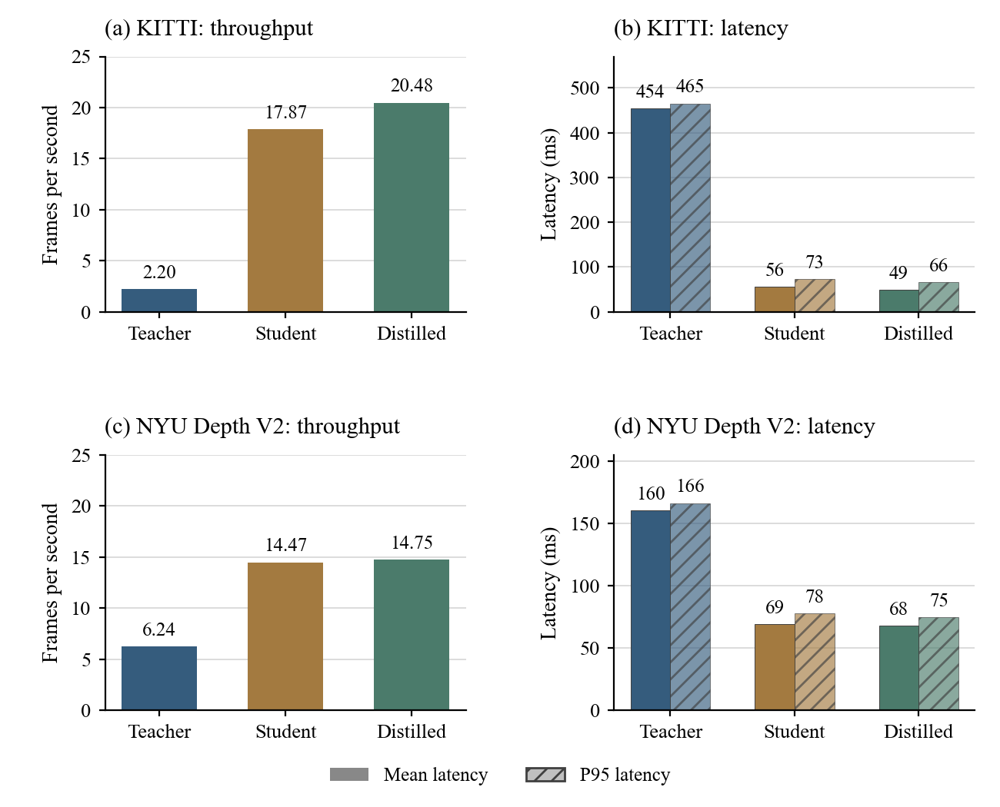 (a) KITTI: throughput
Frames per second
25
20
15
10
5
0
2.20
17.87
20.48
Teacher Student Distilled
(b) KITTI: latency
Latency (ms)
500
400
300
200
100
0
454 465
56 73
49 66
Teacher Student Distilled
(c) NYU Depth V2: throughput
Frames per second
25
20
15
10
5
0
6.24
14.47
14.75
Teacher Student Distilled
(d) NYU Depth V2: latency
Latency (ms)
200
150
100
50
0
160 166
69 78
68 75
Teacher Student Distilled
Mean latency P95 latency